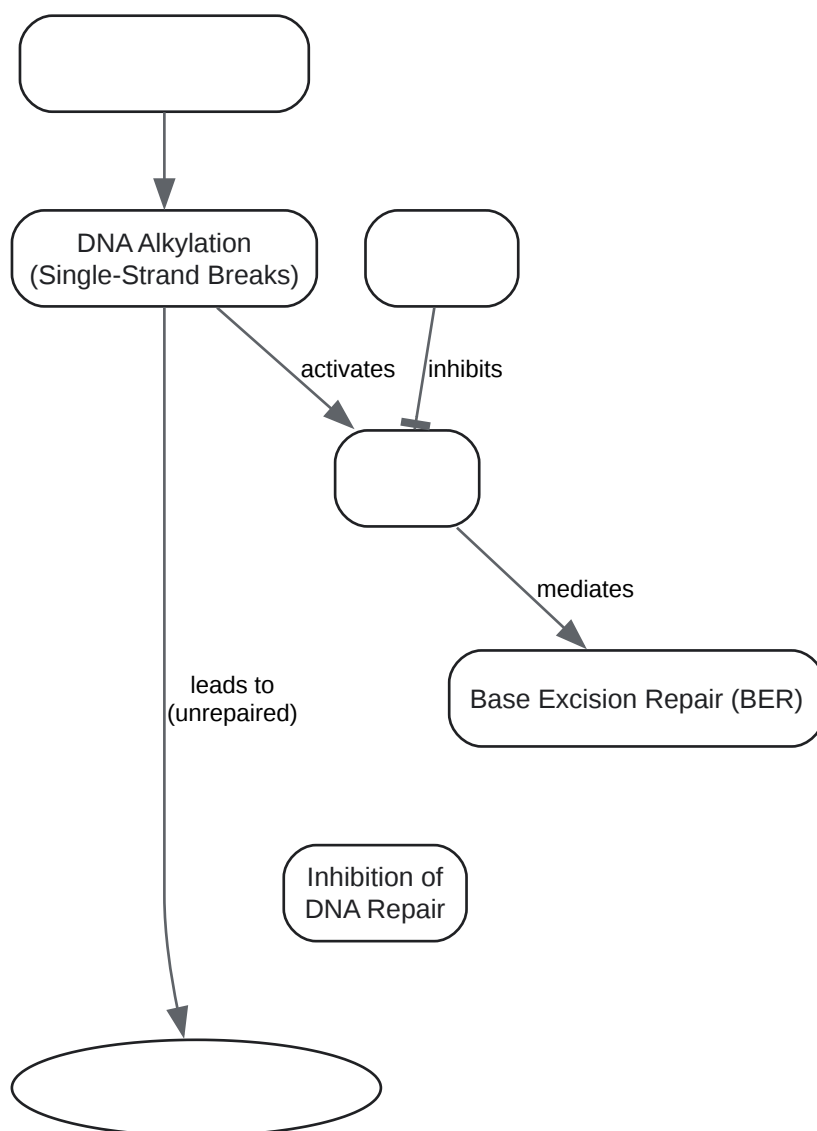 DNA Alkylation
(Single-Strand Breaks)
activates
inhibits
mediates
leads to
(unrepaired)
Base Excision Repair (BER)
Inhibition of
DNA Repair